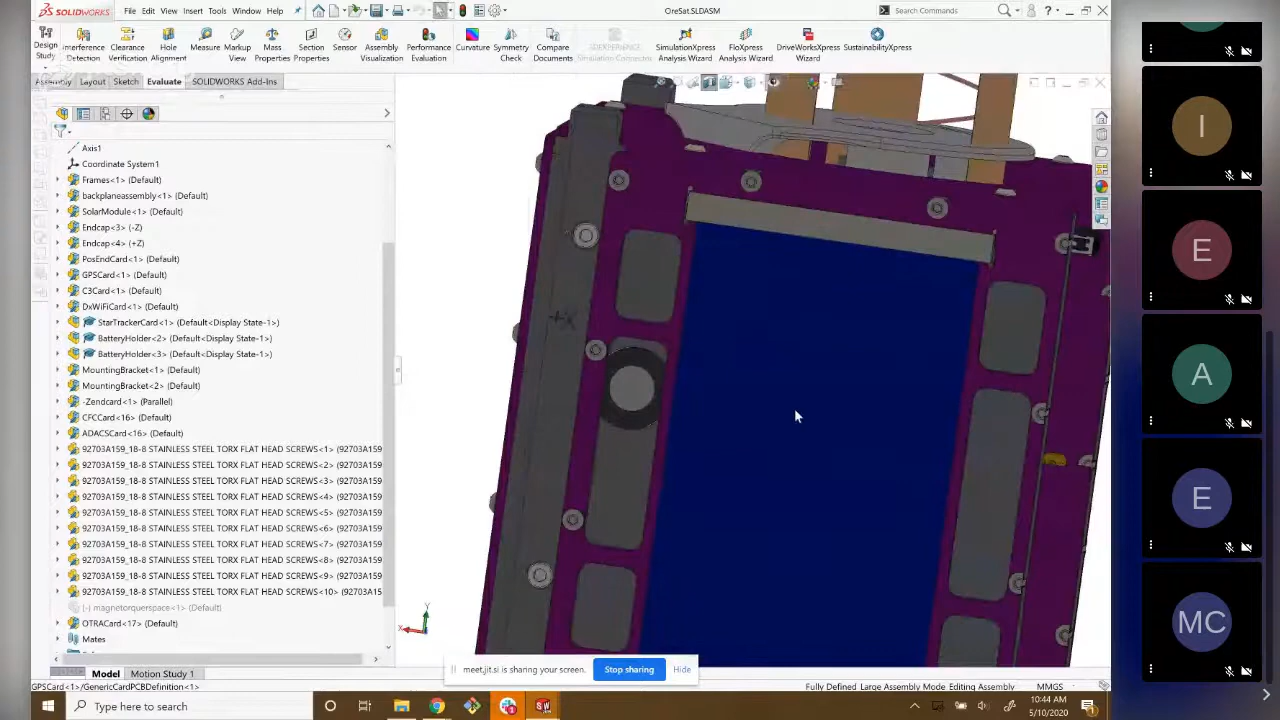 SOLIDWORKS File Edit View Insert Tools Window OreSat.SLDASM Search Commands
Design Study
Interference Detection
Clearance Verification
Hole Alignment
Measure
Markup View
Mass Properties
Section Properties
Sensor
Assembly Visualization
Performance Evaluation
Curvature
Symmetry Check
Compare Documents
3DEXPERIENCE Simulation Connector
SimulationXpress Analysis Wizard
FloXpress Analysis Wizard
DriveWorksXpress Wizard
SustainabilityXpress
Assembly Layout Sketch Evaluate SOLIDWORKS Add-Ins
Axis1
Coordinate System1
Frames<1> (Default)
backplaneassembly<1> (Default)
SolarModule<1> (Default)
Endcap<3> (-Z)
Endcap<4> (+Z)
PosEndCard<1> (Default)
GPSCard<1> (Default)
C3Card<1> (Default)
DxWiFiCard<1> (Default)
StarTrackerCard<1> (Default<Display State-1>)
BatteryHolder<2> (Default<Display State-1>)
BatteryHolder<3> (Default<Display State-1>)
MountingBracket<1> (Default)
MountingBracket<2> (Default)
-Zendcard<1> (Parallel)
CFCCard<16> (Default)
ADACSCard<16> (Default)
92703A159_18-8 STAINLESS STEEL TORX FLAT HEAD SCREWS<1> (92703A159
92703A159_18-8 STAINLESS STEEL TORX FLAT HEAD SCREWS<2> (92703A159
92703A159_18-8 STAINLESS STEEL TORX FLAT HEAD SCREWS<3> (92703A159
92703A159_18-8 STAINLESS STEEL TORX FLAT HEAD SCREWS<4> (92703A159
92703A159_18-8 STAINLESS STEEL TORX FLAT HEAD SCREWS<5> (92703A159
92703A159_18-8 STAINLESS STEEL TORX FLAT HEAD SCREWS<6> (92703A159
92703A159_18-8 STAINLESS STEEL TORX FLAT HEAD SCREWS<7> (92703A159
92703A159_18-8 STAINLESS STEEL TORX FLAT HEAD SCREWS<8> (92703A159
92703A159_18-8 STAINLESS STEEL TORX FLAT HEAD SCREWS<9> (92703A159
92703A159_18-8 STAINLESS STEEL TORX FLAT HEAD SCREWS<10> (92703A15
(-) magnetorquerspace<1> (Default)
OTRACard<17> (Default)
Mates
+X
Y
X
meet.jit.si is sharing your screen. Stop sharing Hide
Model Motion Study 1
GPSCard<1>/GenericCardPCBDefinition<1> Fully Defined Large Assembly Mode Editing Assembly MMGS
Type here to search
10:44 AM
5/10/2020
I
E
A
E
MC